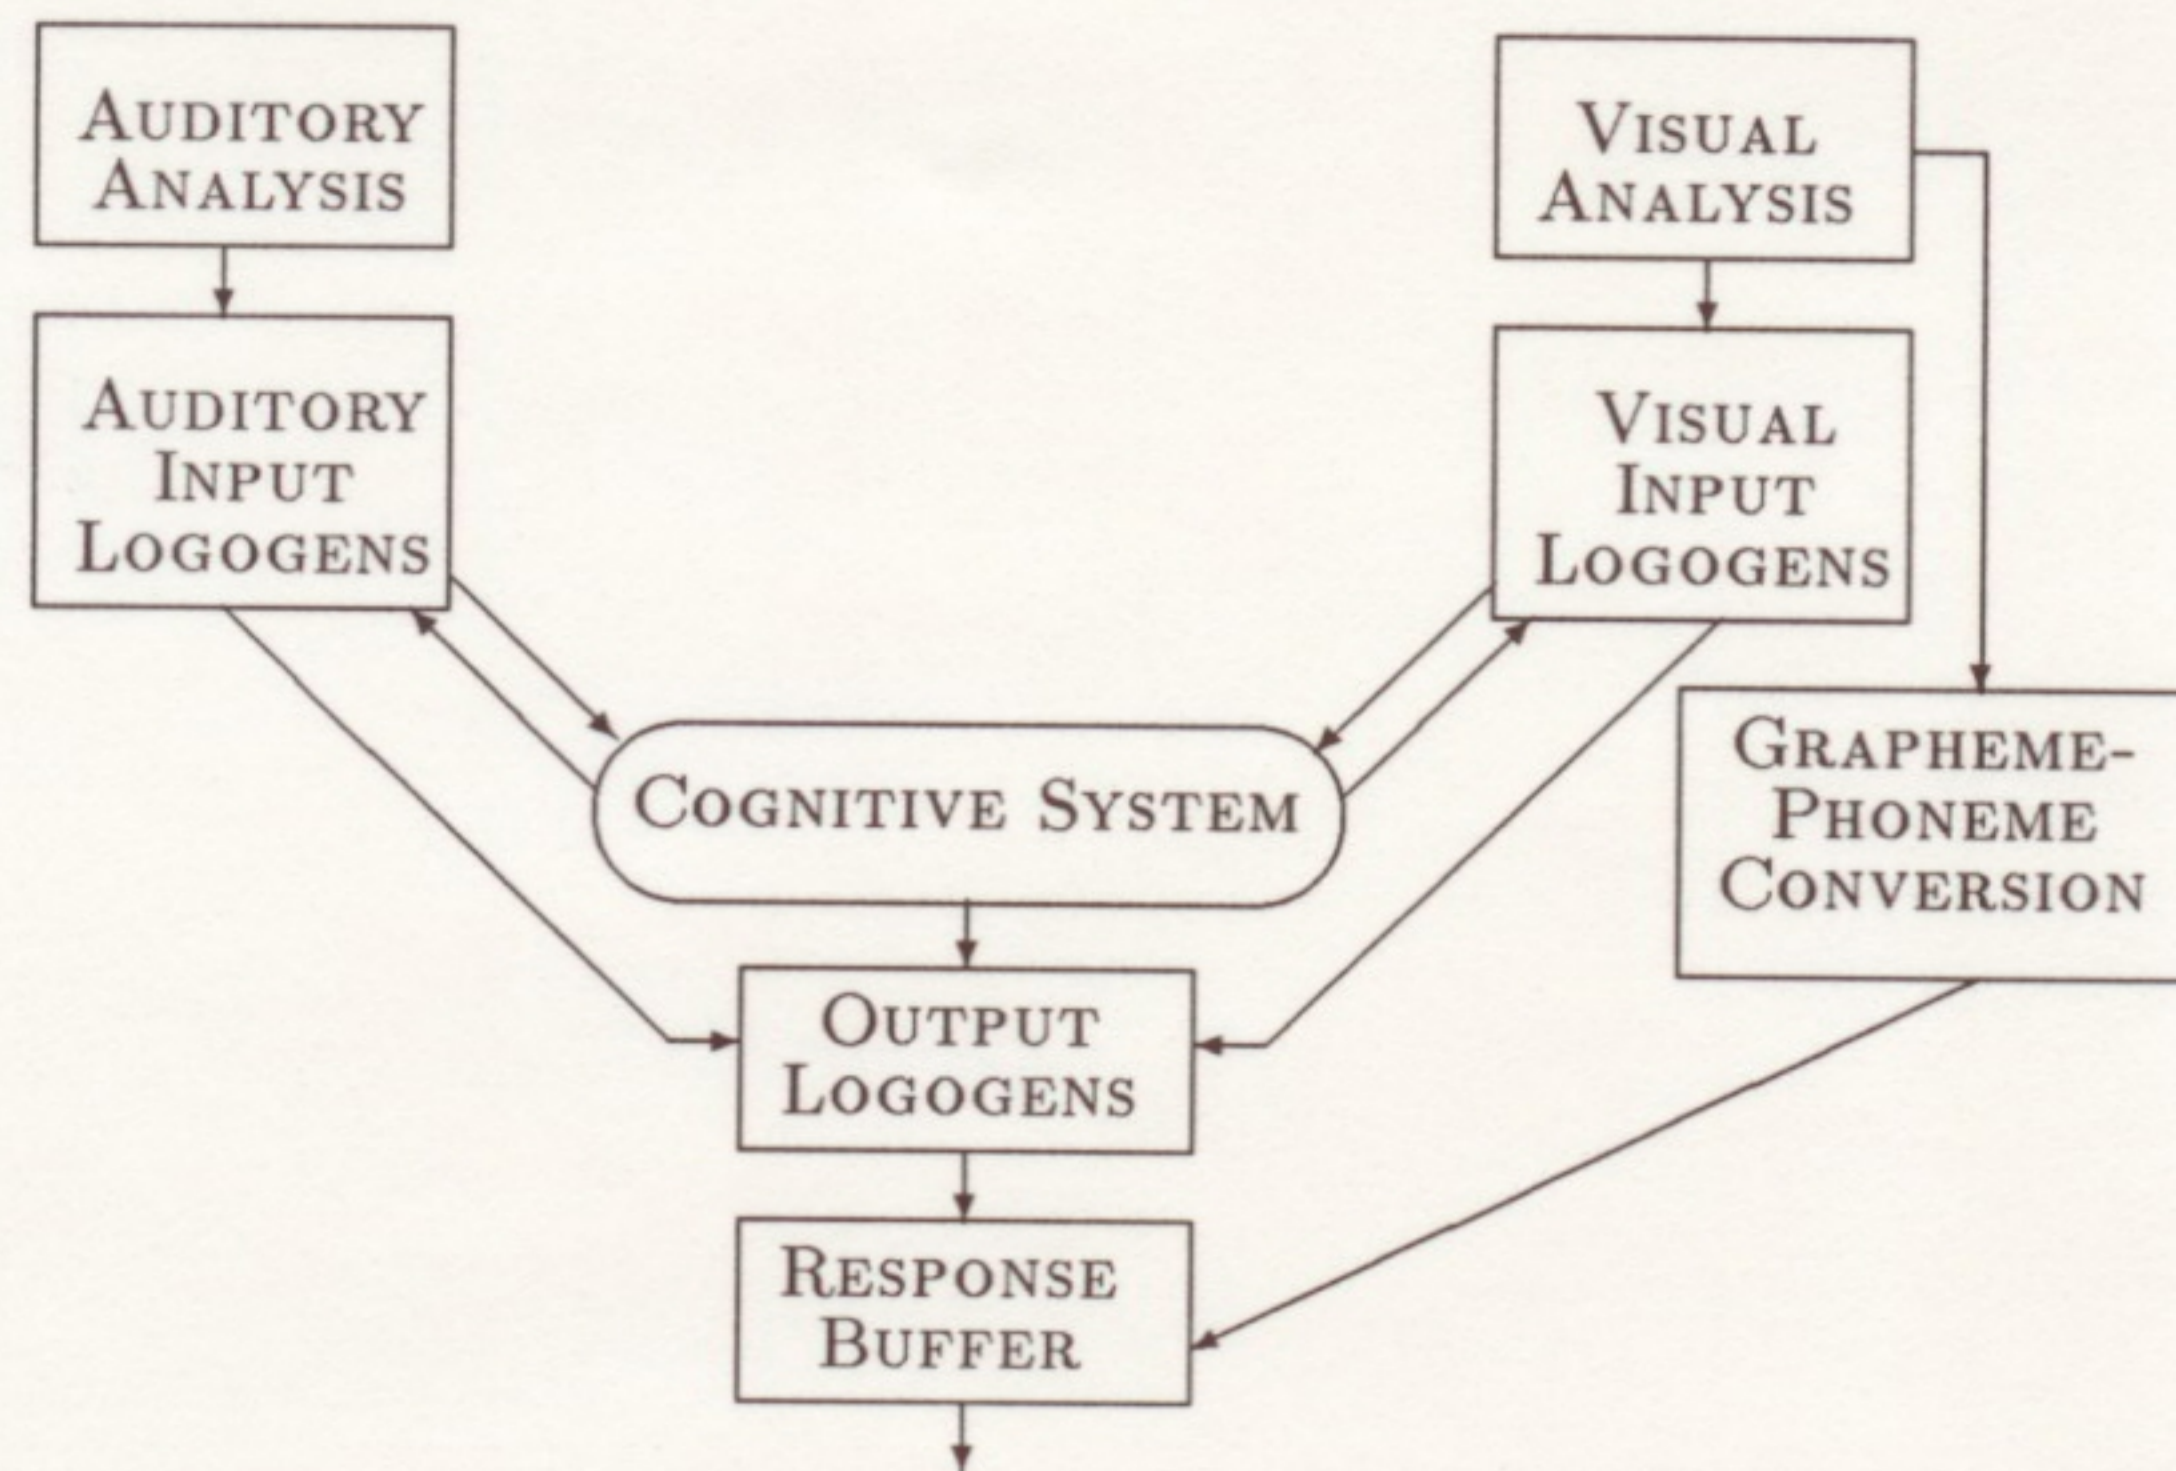 AUDITORY
ANALYSIS
VISUAL
ANALYSIS
AUDITORY
INPUT
LOGOGENS
VISUAL
INPUT
LOGOGENS
COGNITIVE SYSTEM
GRAPHEME-
PHONEME
CONVERSION
OUTPUT
LOGOGENS
RESPONSE
BUFFER